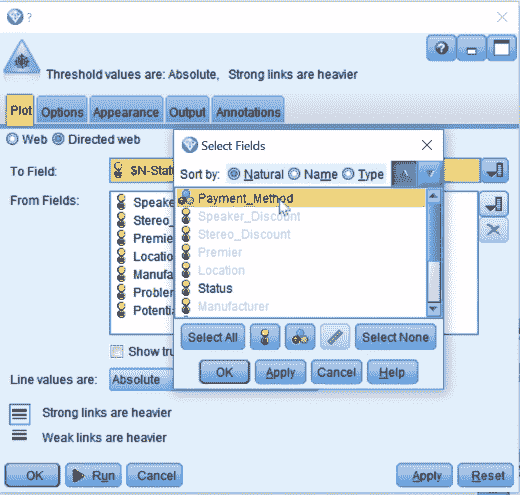 ?
Threshold values are: Absolute, Strong links are heavier
Plot Options Appearance Output Annotations
Web Directed web
To Field: $N-Statu
From Fields:
Speake
Stereo_
Premie
Locatio
Manufa
Problem
Potentia
Show tru
Line values are: Absolute
Strong links are heavier
Weak links are heavier
OK Run Cancel Apply Reset
Select Fields
Sort by: Natural Name Type
Payment_Method
Speaker_Discount
Stereo_Discount
Premier
Location
Status
Manufacturer
Select All Select None
OK Apply Cancel Help